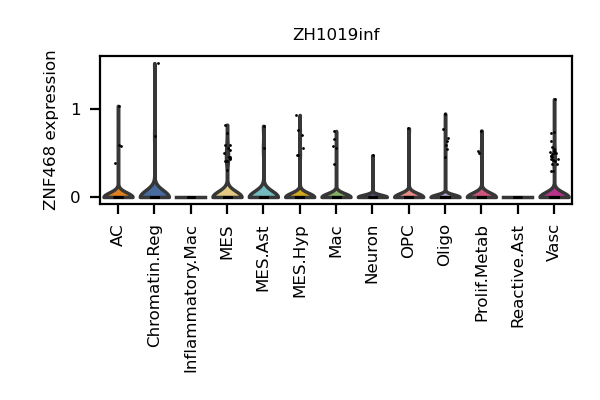 ZH1019inf
ZNF468 expression
1
0
AC
Chromatin.Reg
Inflammatory.Mac
MES
MES.Ast
MES.Hyp
Mac
Neuron
OPC
Oligo
Prolif.Metab
Reactive.Ast
Vasc